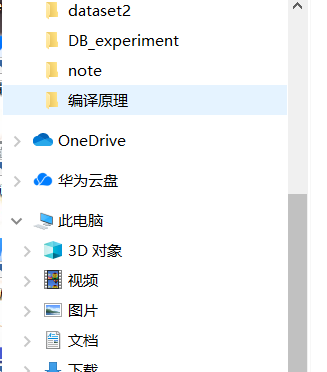 dataset2
DB_experiment
note
编译原理
OneDrive
华为云盘
此电脑
3D 对象
视频
图片
文档
下载